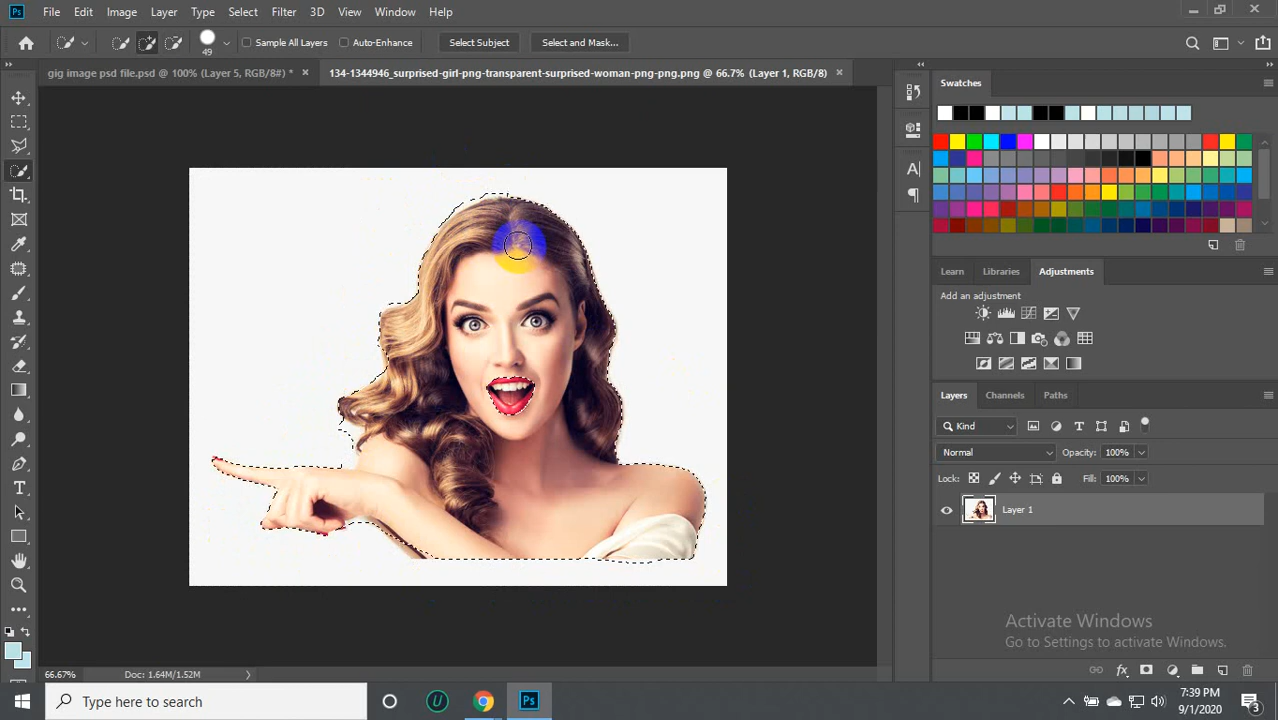 Ps File Edit Image Layer Type Select Filter 3D View Window Help
49 Sample All Layers Auto-Enhance Select Subject Select and Mask...
gig image psd file.psd @ 100% (Layer 5, RGB/8#) * × 134-1344946_surprised-girl-png-transparent-surprised-woman-png-png.png @ 66.7% (Layer 1, RGB/8) ×
Swatches
Learn Libraries Adjustments
Add an adjustment
Layers Channels Paths
Kind
Normal Opacity: 100%
Lock: Fill: 100%
Layer 1
Activate Windows
Go to Settings to activate Windows.
66.67% Doc: 1.64M/1.52M
Type here to search
Ps
7:39 PM
9/1/2020
3